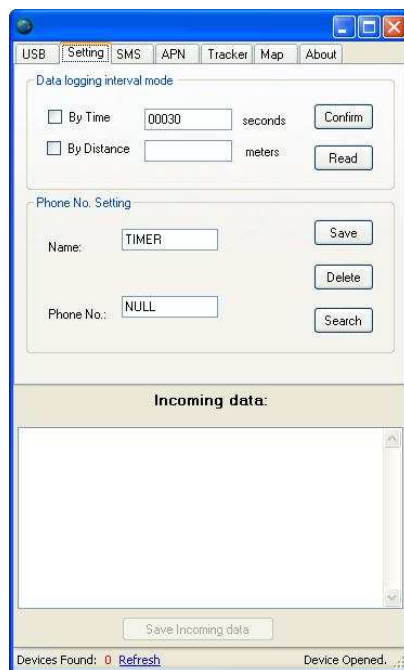 USB Setting SMS APN Tracker Map About
Data logging interval mode
By Time 00030 seconds Confirm
By Distance meters Read
Phone No. Setting
Name: TIMER Save
Delete
Phone No.: NULL Search
Incoming data:
Save Incoming data
Devices Found: 0 Refresh Device Opened.